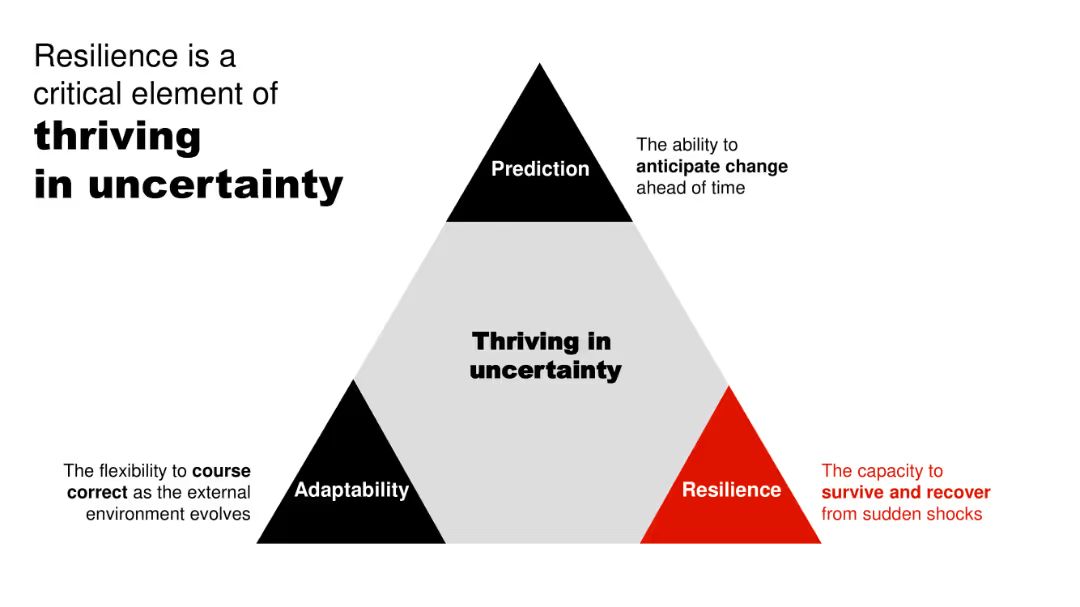 Resilience is a
critical element of
thriving
in uncertainty
Prediction
The ability to
anticipate change
ahead of time
Thriving in
uncertainty
The flexibility to course
correct as the external
environment evolves
Adaptability
Resilience
The capacity to
survive and recover
from sudden shocks